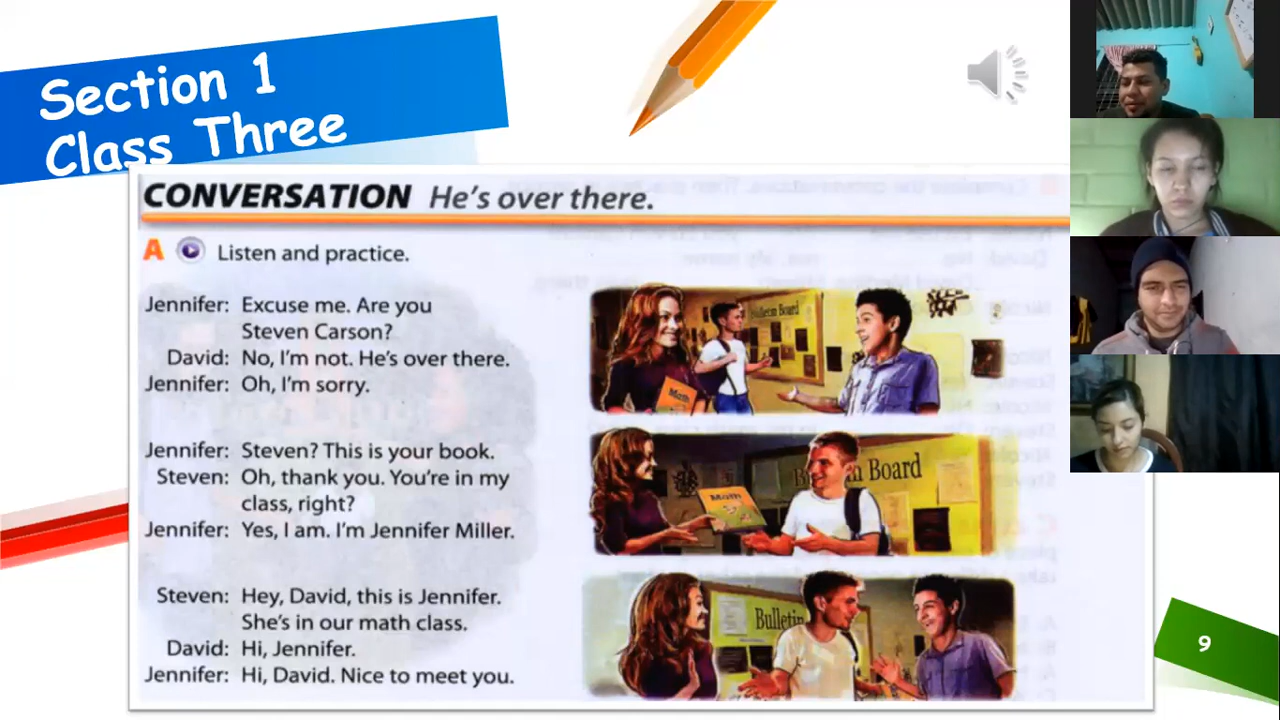 Section 1
Class Three
CONVERSATION He's over there.
A Listen and practice.
Jennifer: Excuse me. Are you
Steven Carson?
David: No, I'm not. He's over there.
Jennifer: Oh, I'm sorry.
Bulletin Board
Math
Jennifer: Steven? This is your book.
Steven: Oh, thank you. You're in my
class, right?
Jennifer: Yes, I am. I'm Jennifer Miller.
Board
Math
Steven: Hey, David, this is Jennifer.
She's in our math class.
David: Hi, Jennifer.
Jennifer: Hi, David. Nice to meet you.
Bulletin
9